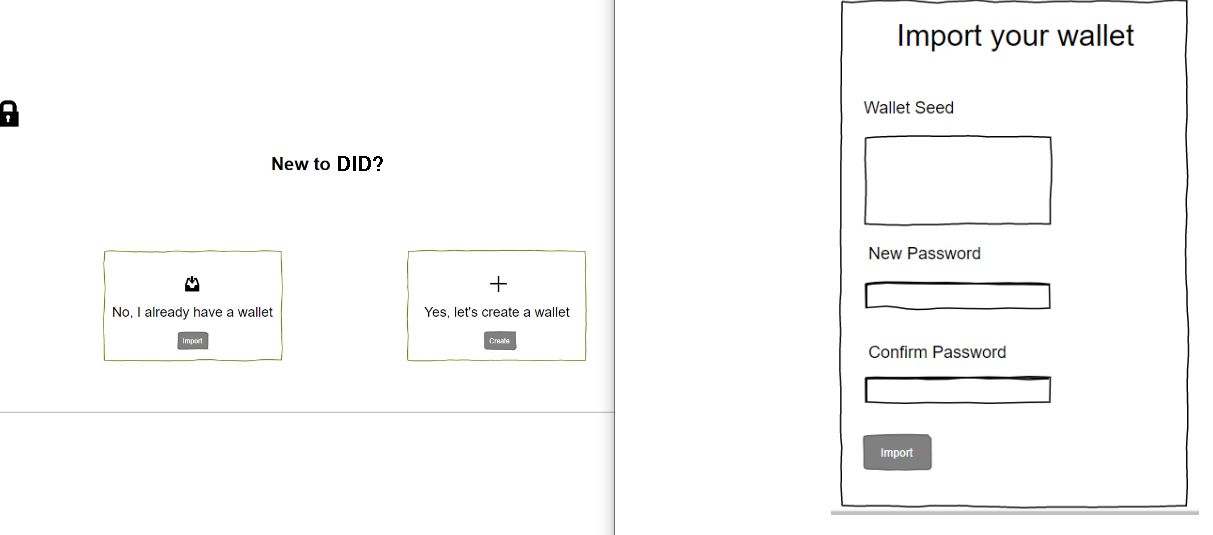 New to DID?
No, I already have a wallet
Import
Yes, let's create a wallet
Create
Import your wallet
Wallet Seed
New Password
Confirm Password
Import